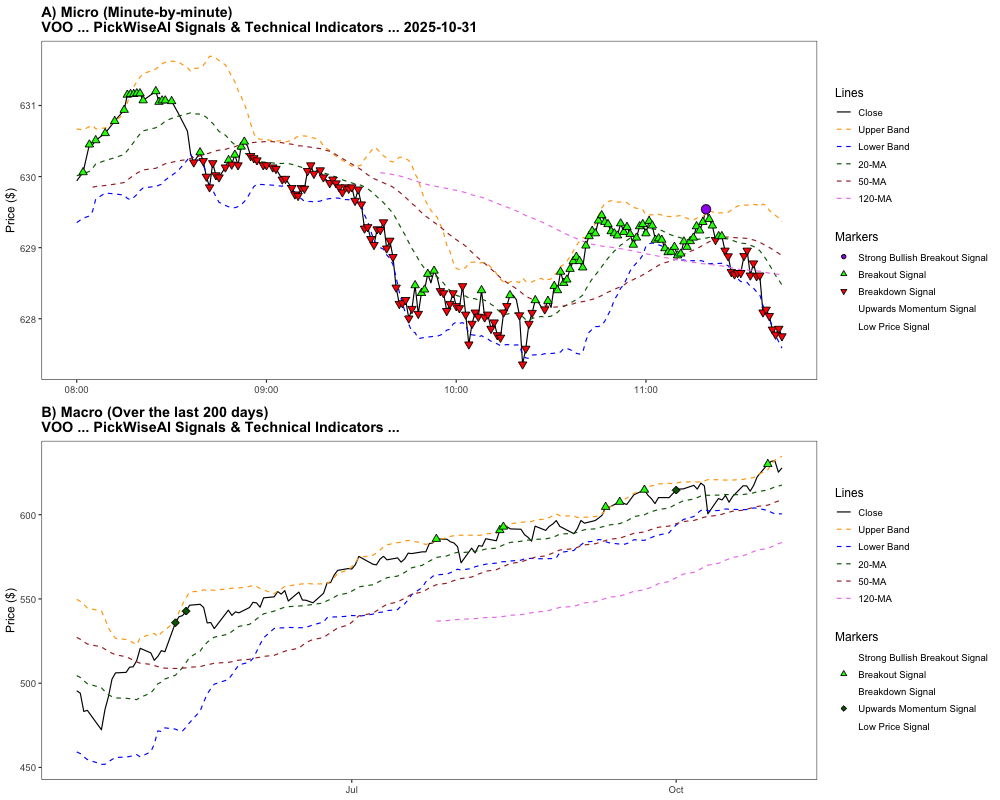 A) Micro (Minute-by-minute)
VOO ... PickWiseAI Signals & Technical Indicators ... 2025-10-31
Price ($)
631
630
629
628
08:00
09:00
10:00
11:00
Lines
Close
Upper Band
Lower Band
20-MA
50-MA
120-MA
Markers
Strong Bullish Breakout Signal
Breakout Signal
Breakdown Signal
Upwards Momentum Signal
Low Price Signal
B) Macro (Over the last 200 days)
VOO ... PickWiseAI Signals & Technical Indicators ...
Price ($)
600
550
500
450
Jul
Oct
Lines
Close
Upper Band
Lower Band
20-MA
50-MA
120-MA
Markers
Strong Bullish Breakout Signal
Breakout Signal
Breakdown Signal
Upwards Momentum Signal
Low Price Signal